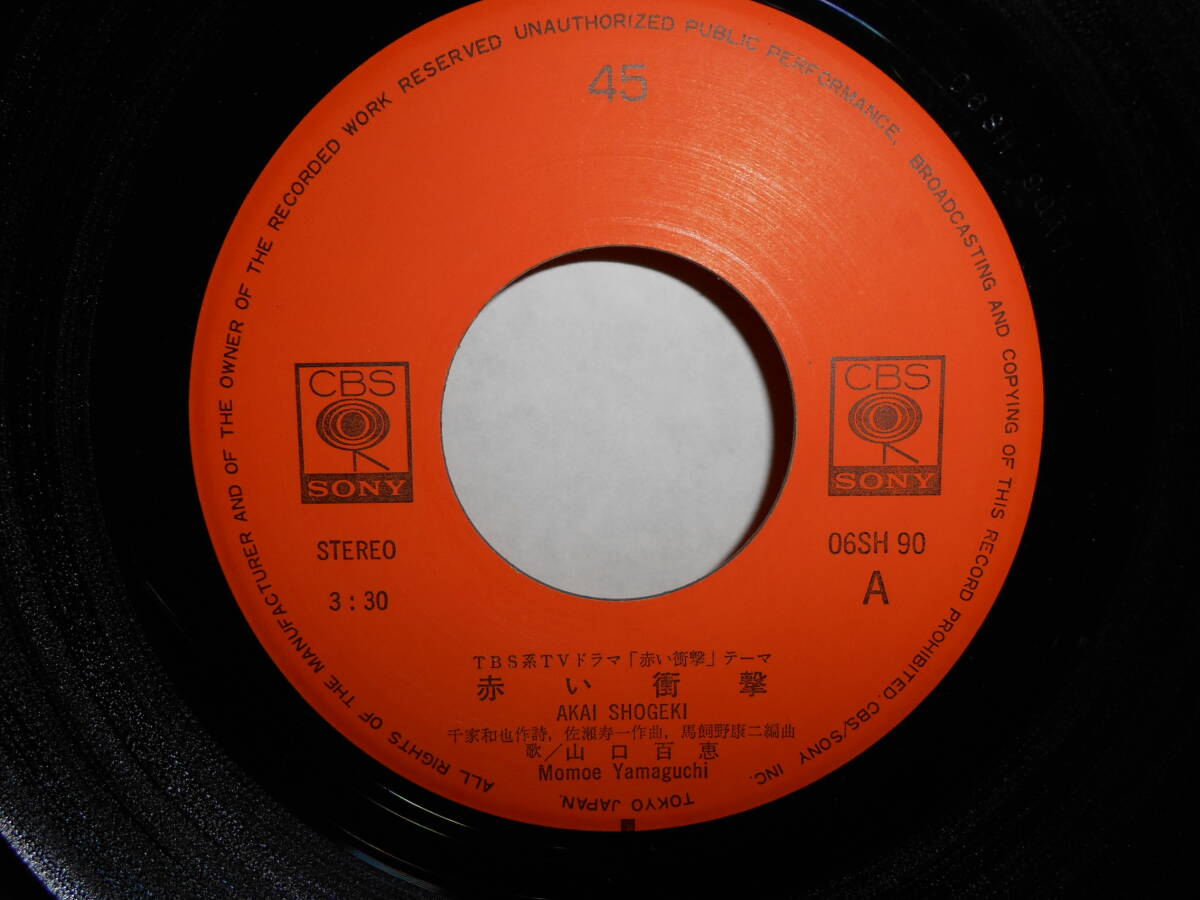 ALL RIGHTS OF THE MANUFACTURER AND OF THE OWNER OF THE RECORDED WORK RESERVED UNAUTHORIZED PUBLIC PERFORMANCE, BROADCASTING AND COPYING OF THIS RECORD PROHIBITED. CBS/SONY INC. TOKYO JAPAN.
45
CBS
SONY
CBS
SONY
STEREO
3:30
06SH 90
A
TBS系TVドラマ「赤い衝撃」テーマ
赤い衝撃
AKAI SHOGEKI
千家和也作詩, 佐瀬寿一作曲, 馬飼野康二編曲
歌/山口百恵
Momoe Yamaguchi